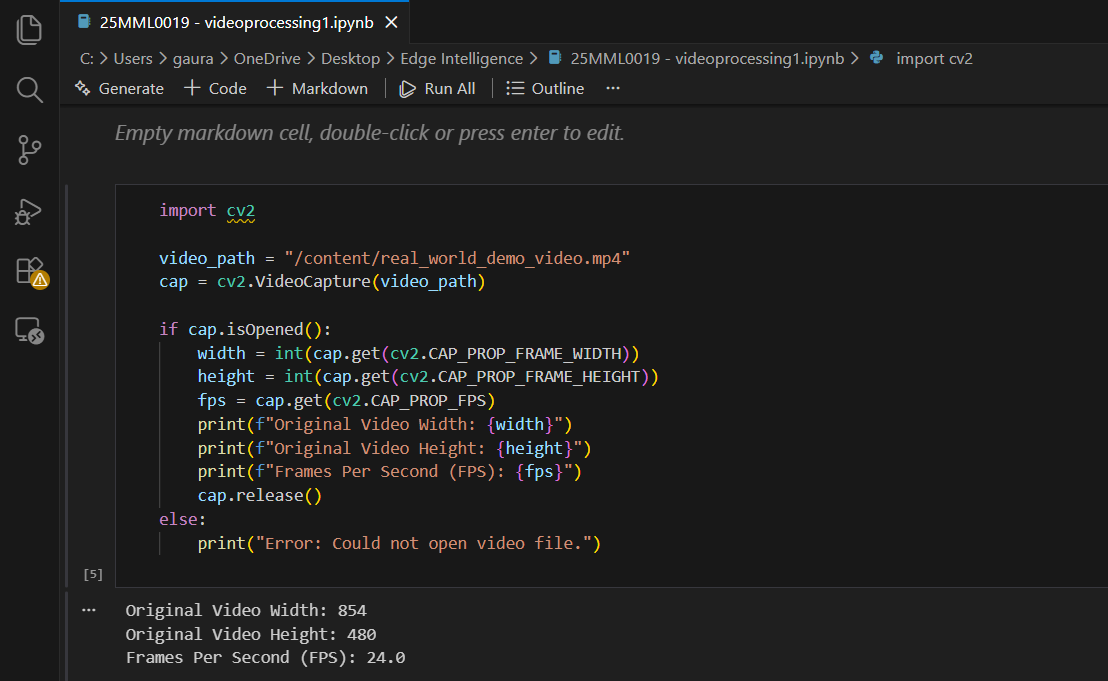 25MML0019 - videoprocessing1.ipynb
C: > Users > gaura > OneDrive > Desktop > Edge Intelligence > 25MML0019 - videoprocessing1.ipynb > import cv2
Generate + Code + Markdown Run All Outline ...
Empty markdown cell, double-click or press enter to edit.
import cv2
video_path = "/content/real_world_demo_video.mp4"
cap = cv2.VideoCapture(video_path)
if cap.isOpened():
    width = int(cap.get(cv2.CAP_PROP_FRAME_WIDTH))
    height = int(cap.get(cv2.CAP_PROP_FRAME_HEIGHT))
    fps = cap.get(cv2.CAP_PROP_FPS)
    print(f"Original Video Width: {width}")
    print(f"Original Video Height: {height}")
    print(f"Frames Per Second (FPS): {fps}")
    cap.release()
else:
    print("Error: Could not open video file.")
[5]
... Original Video Width: 854
Original Video Height: 480
Frames Per Second (FPS): 24.0